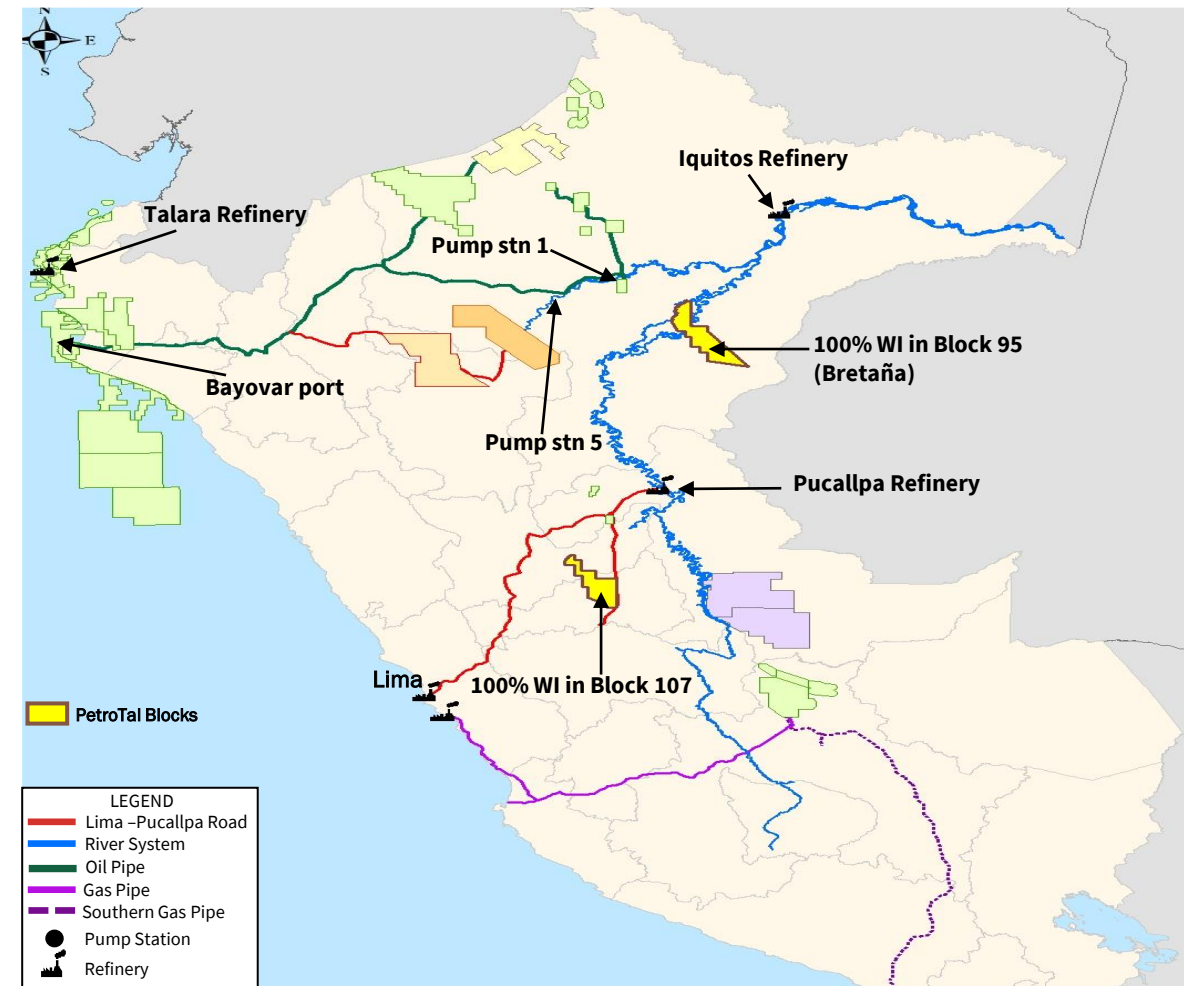 N
E
S
Iquitos Refinery
Talara Refinery
Pump stn 1
100% WI in Block 95
(Bretaña)
Bayovar port
Pump stn 5
Pucallpa Refinery
Lima
100% WI in Block 107
PetroTal Blocks
LEGEND
Lima –Pucallpa Road
River System
Oil Pipe
Gas Pipe
Southern Gas Pipe
Pump Station
Refinery